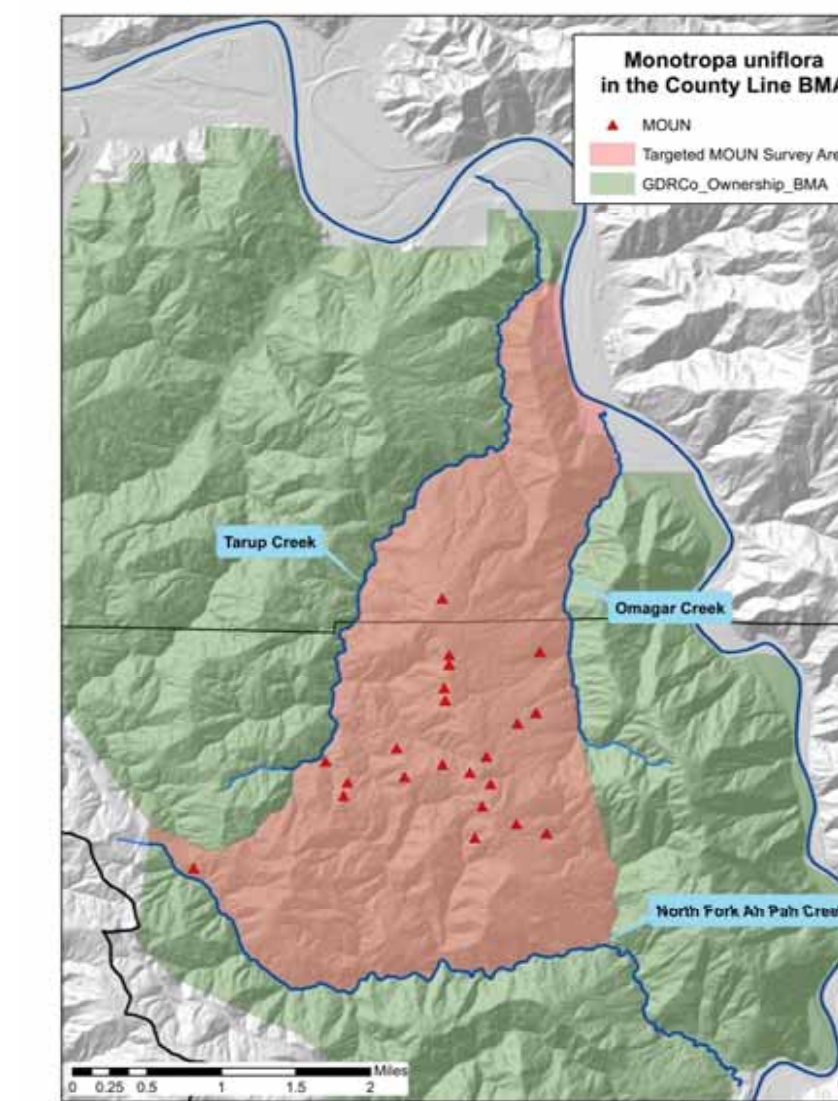 Monotropa uniflora
in the County Line BMA
MOUN
Targeted MOUN Survey Are
GDRCo_Ownership_BMA
Tarup Creek
Omagar Creek
North Fork Ah Pah Cree
Miles
0 0.25 0.5 1 1.5 2